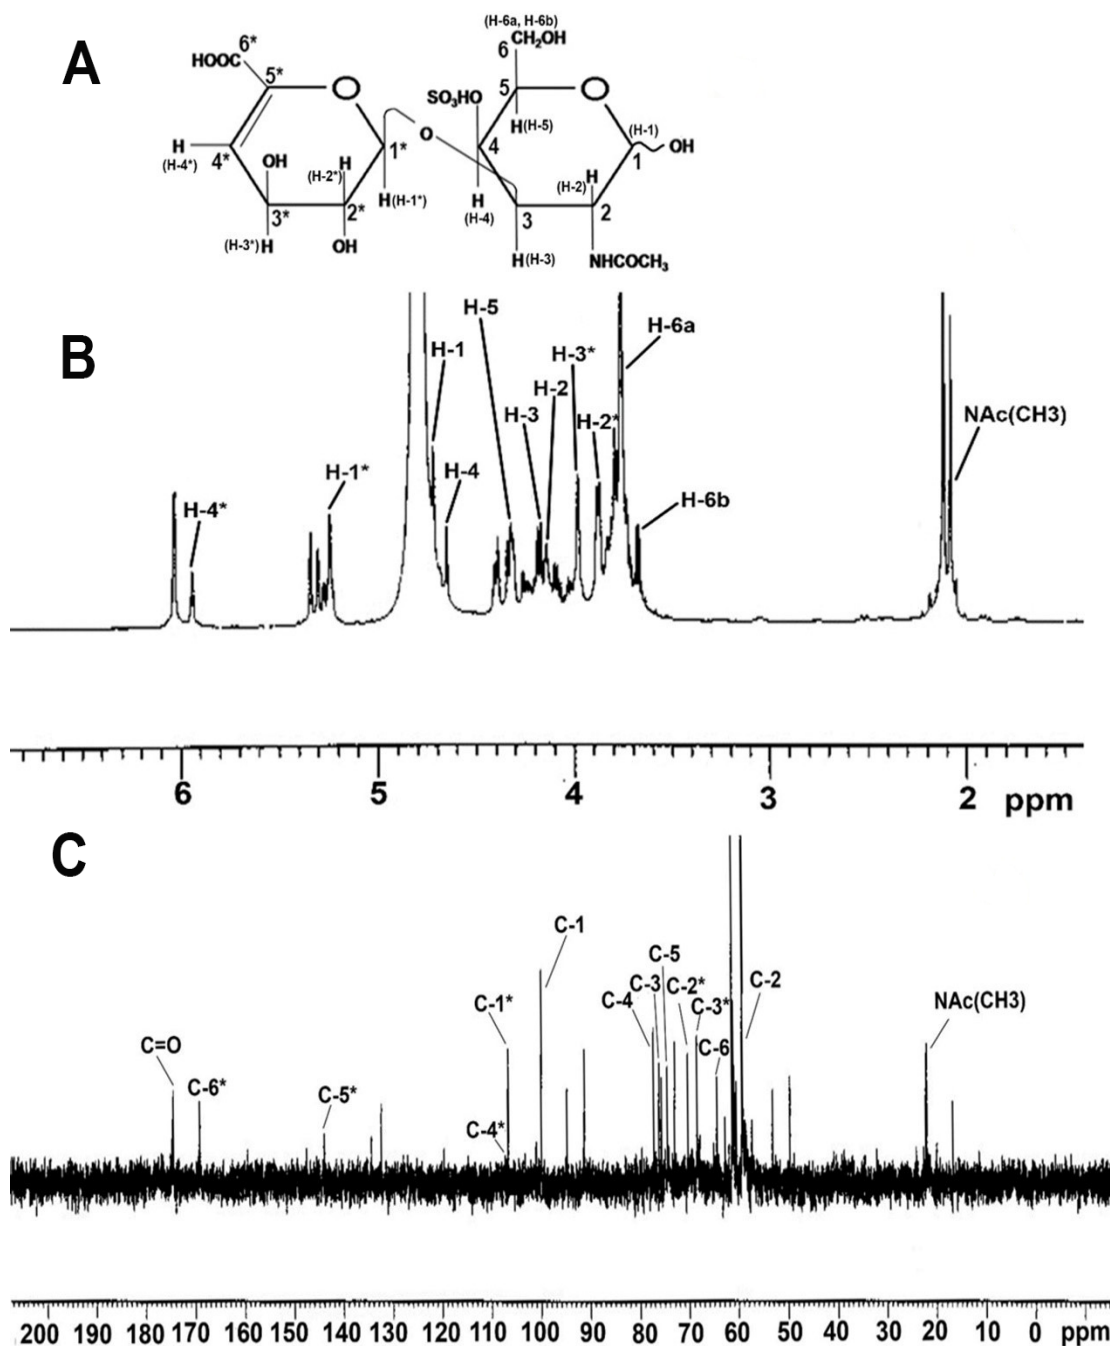 A
(H-6a, H-6b)
CH₂OH
6
6*
HOOC
5*
O
5
O
SO₃HO
H(H-5)
(H-1)
H
(H-4*)
4*
OH
H
(H-2*)
1*
O
4
H
(H-2)
1
OH
H(H-1*)
H
(H-4)
3*
2*
3
2
(H-3*)H
OH
H(H-3)
NHCOCH₃
B
H-5
H-1
H-3*
H-6a
H-2
H-3
H-2*
NAc(CH3)
H-1*
H-4
H-4*
H-6b
6 5 4 3 2 ppm
C
C-1
C-5
C-3
C-2*
C-2
C-1*
C-4
C-3*
NAc(CH3)
C=O
C-6
C-6*
C-5*
C-4*
200 190 180 170 160 150 140 130 120 110 100 90 80 70 60 50 40 30 20 10 0 ppm